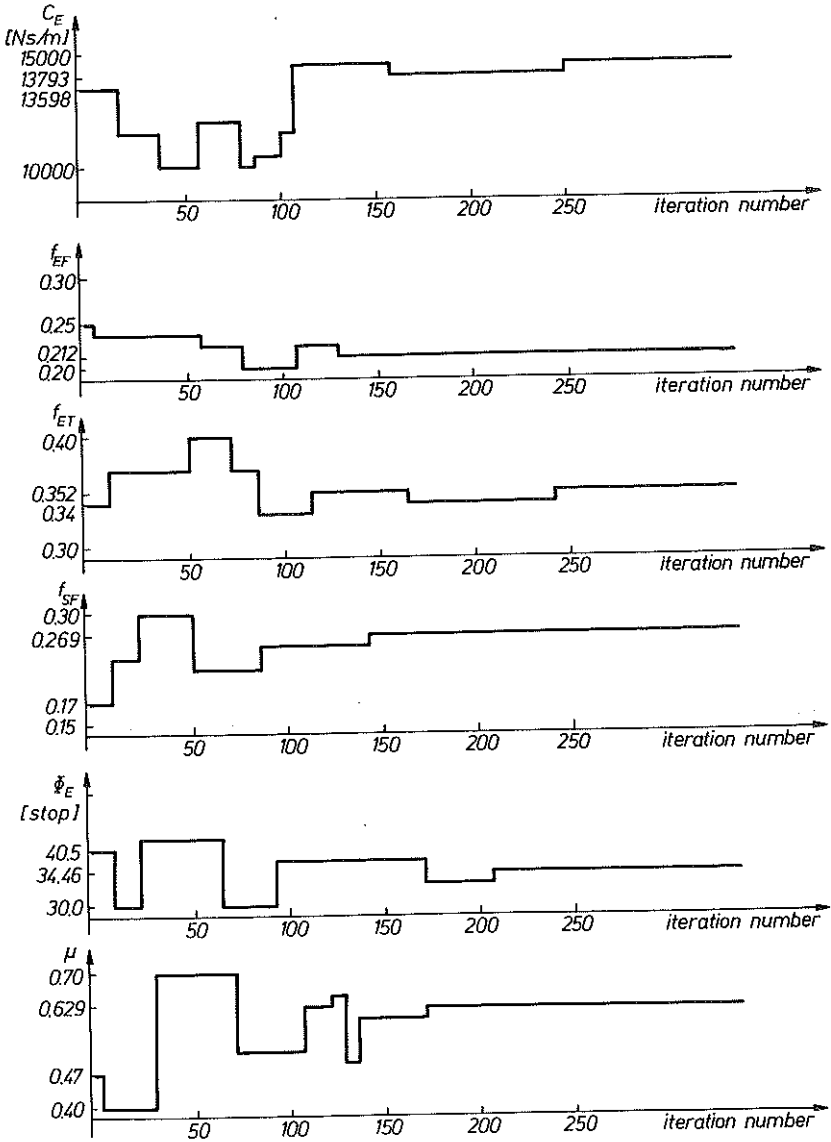 C_E
[Ns/m]
15000
13793
13598
10000
50 100 150 200 250 iteration number
f_EF
0.30
0.25
0.212
0.20
50 100 150 200 250 iteration number
f_ET
0.40
0.352
0.34
0.30
50 100 150 200 250 iteration number
f_SF
0.30
0.269
0.17
0.15
50 100 150 200 250 iteration number
Φ_E
[stop]
40.5
34.46
30.0
50 100 150 200 250 iteration number
μ
0.70
0.629
0.47
0.40
50 100 150 200 250 iteration number